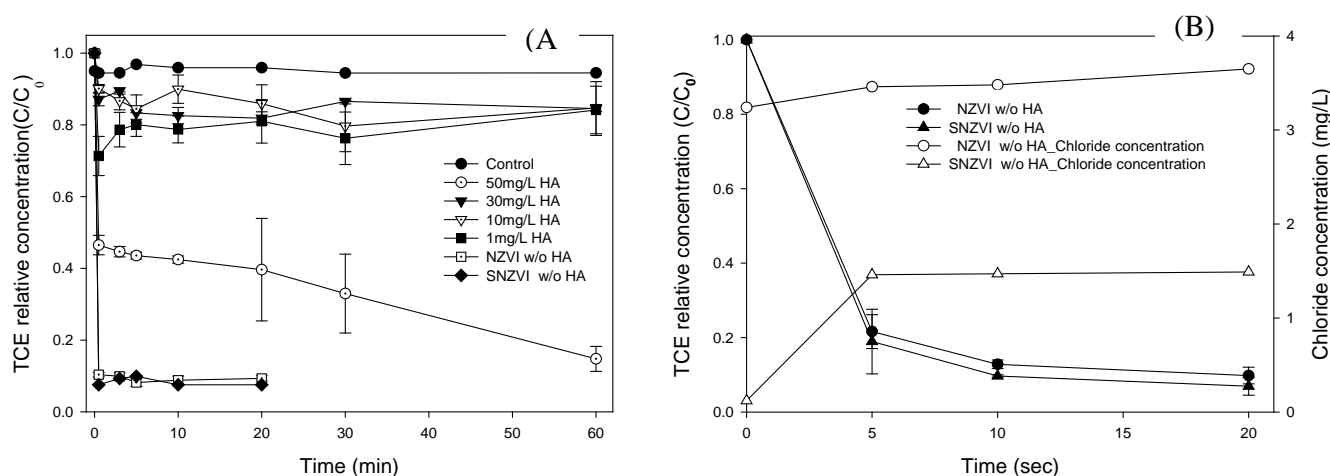 (A
TCE relative concentration(C/C0)
1.0
0.8
0.6
0.4
0.2
0.0
Control
50mg/L HA
30mg/L HA
10mg/L HA
1mg/L HA
NZVI w/o HA
SNZVI w/o HA
0 10 20 30 40 50 60
Time (min)
(B)
TCE relative concentration (C/C0)
1.0
0.8
0.6
0.4
0.2
0.0
NZVI w/o HA
SNZVI w/o HA
NZVI w/o HA_Chloride concentration
SNZVI w/o HA_Chloride concentration
4
3
2
1
0
Chloride concentration (mg/L)
0 5 10 15 20
Time (sec)